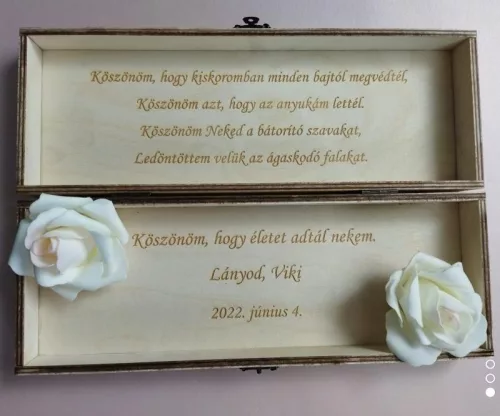 Köszönöm, hogy kiskoromban minden bajtól megvédtél,
Köszönöm azt, hogy az anyukám lettél.
Köszönöm Neked a bátorító szavakat,
Ledöntöttem velük az ágaskodó falakat.
Köszönöm, hogy életet adtál nekem.
Lányod, Viki
2022. június 4.